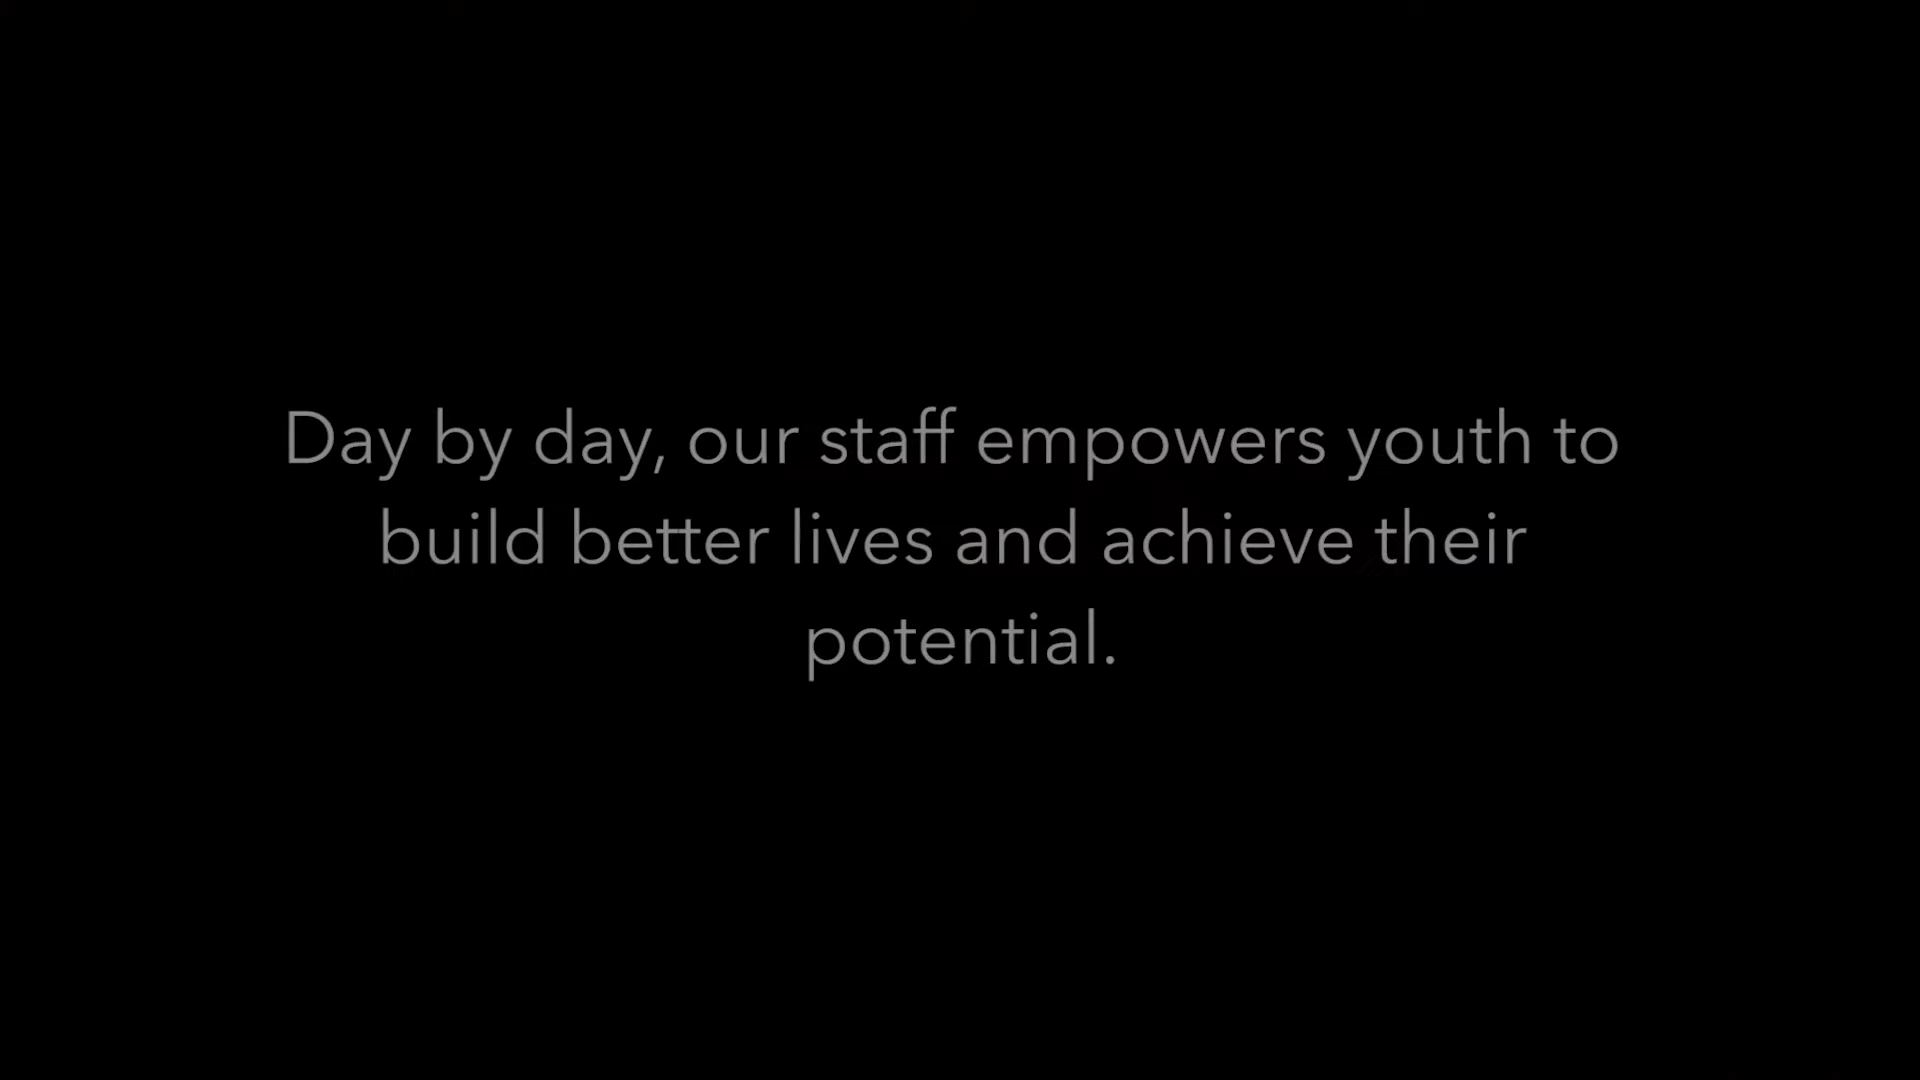 Day by day, our staff empowers youth to
build better lives and achieve their
potential.